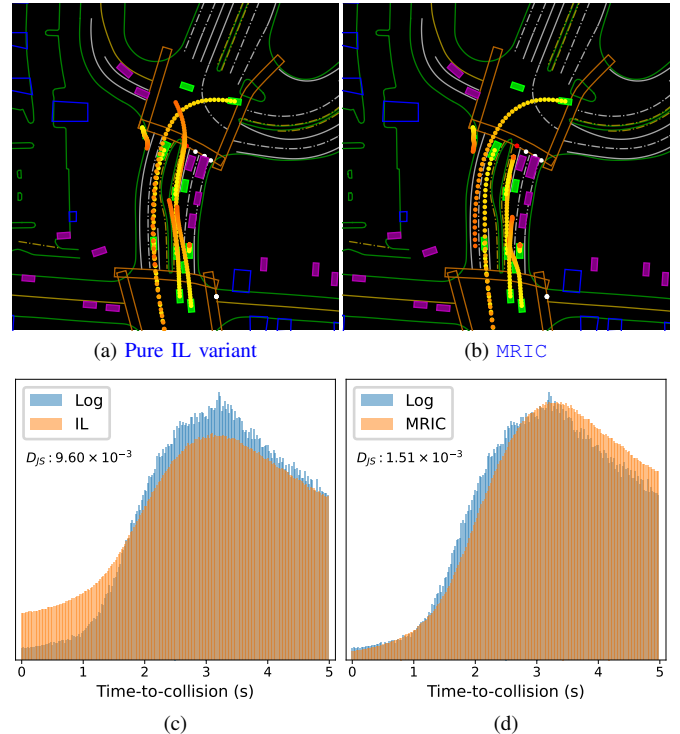 (a) Pure IL variant
(b) MRIC
Log
IL
D_JS : 9.60 × 10⁻³
0 1 2 3 4 5
Time-to-collision (s)
(c)
Log
MRIC
D_JS : 1.51 × 10⁻³
0 1 2 3 4 5
Time-to-collision (s)
(d)